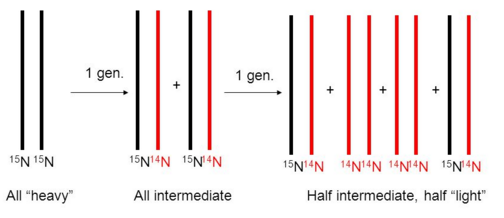 1 gen.
1 gen.
+
+
+
+
¹⁵N ¹⁵N
¹⁵N¹⁴N
¹⁵N¹⁴N
¹⁵N¹⁴N
¹⁴N¹⁴N
¹⁴N¹⁴N
¹⁵N¹⁴N
All “heavy”
All intermediate
Half intermediate, half “light”